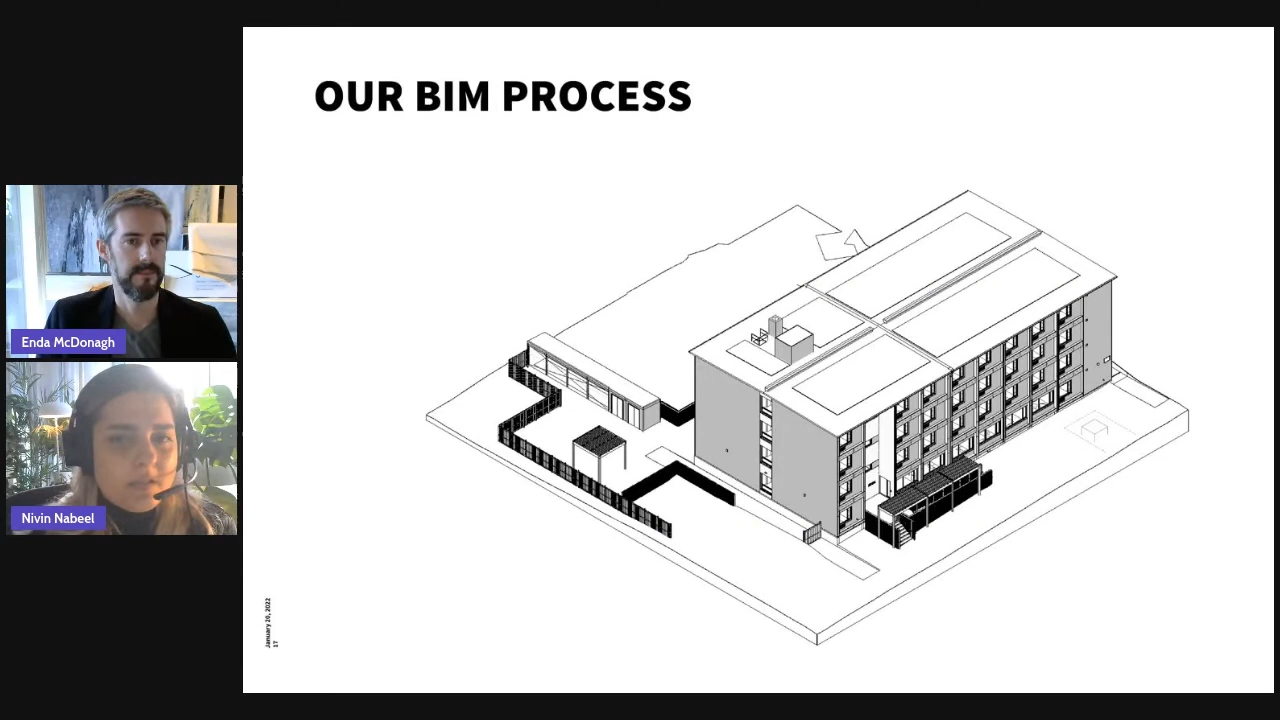 OUR BIM PROCESS
Enda McDonagh
Nivin Nabeel
January 20, 2022
17